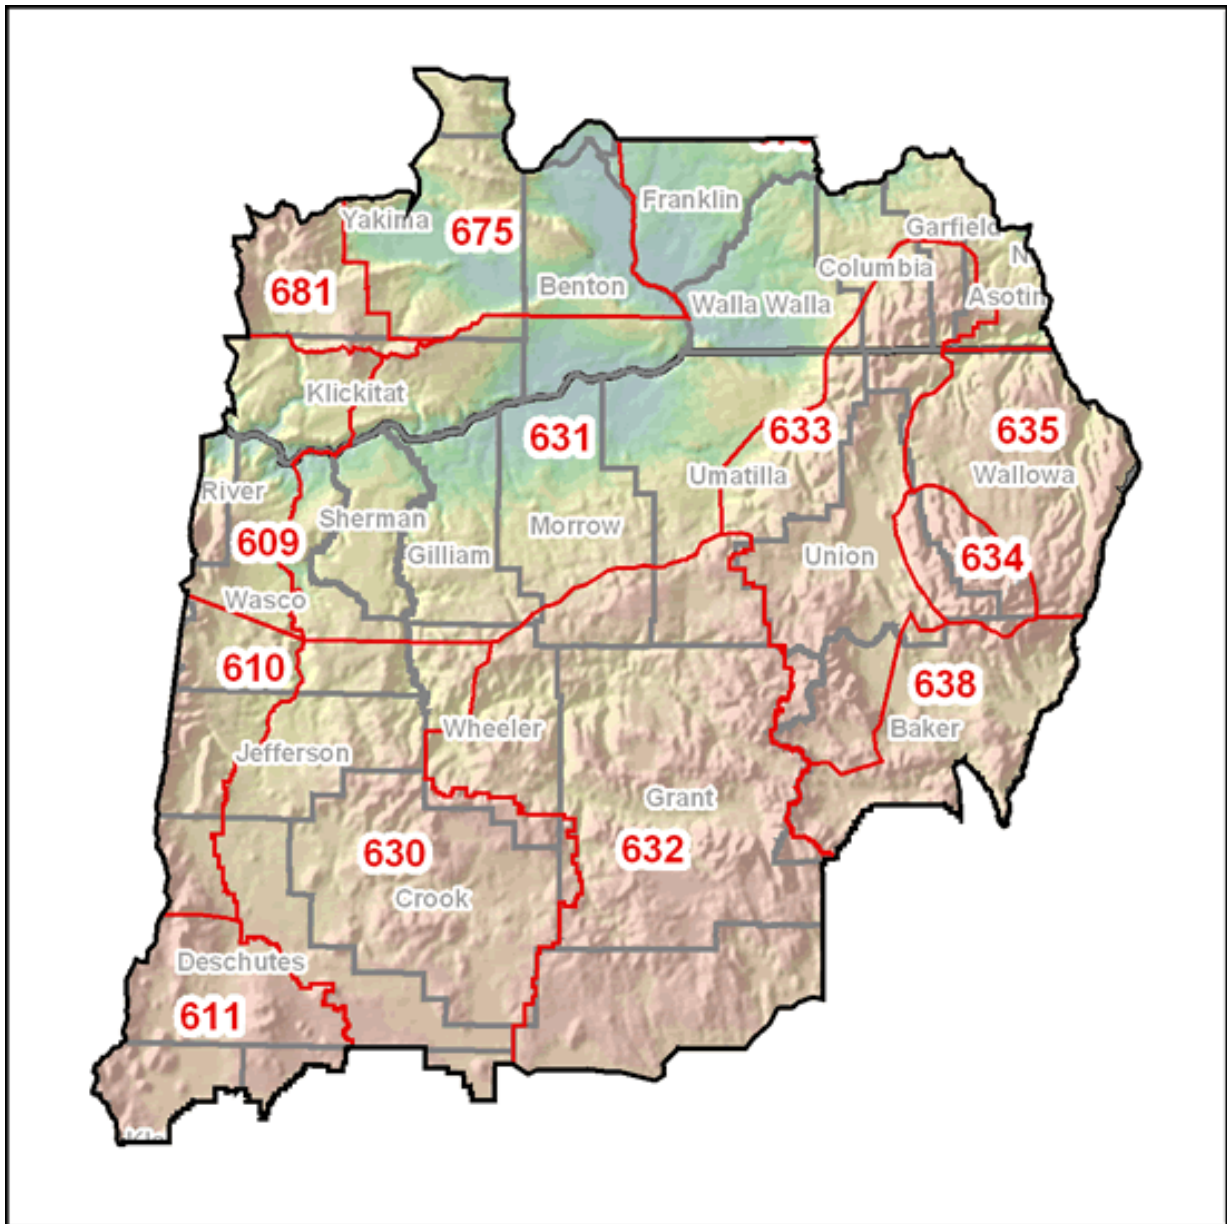 Franklin
Yakima
675
Garfield
N
Columbia
681
Benton
Walla Walla
Asotin
Klickitat
631
633
635
Umatilla
Wallowa
River
Sherman
Morrow
609
Gilliam
Union
634
Wasco
610
638
Wheeler
Baker
Jefferson
Grant
630
632
Crook
Deschutes
611